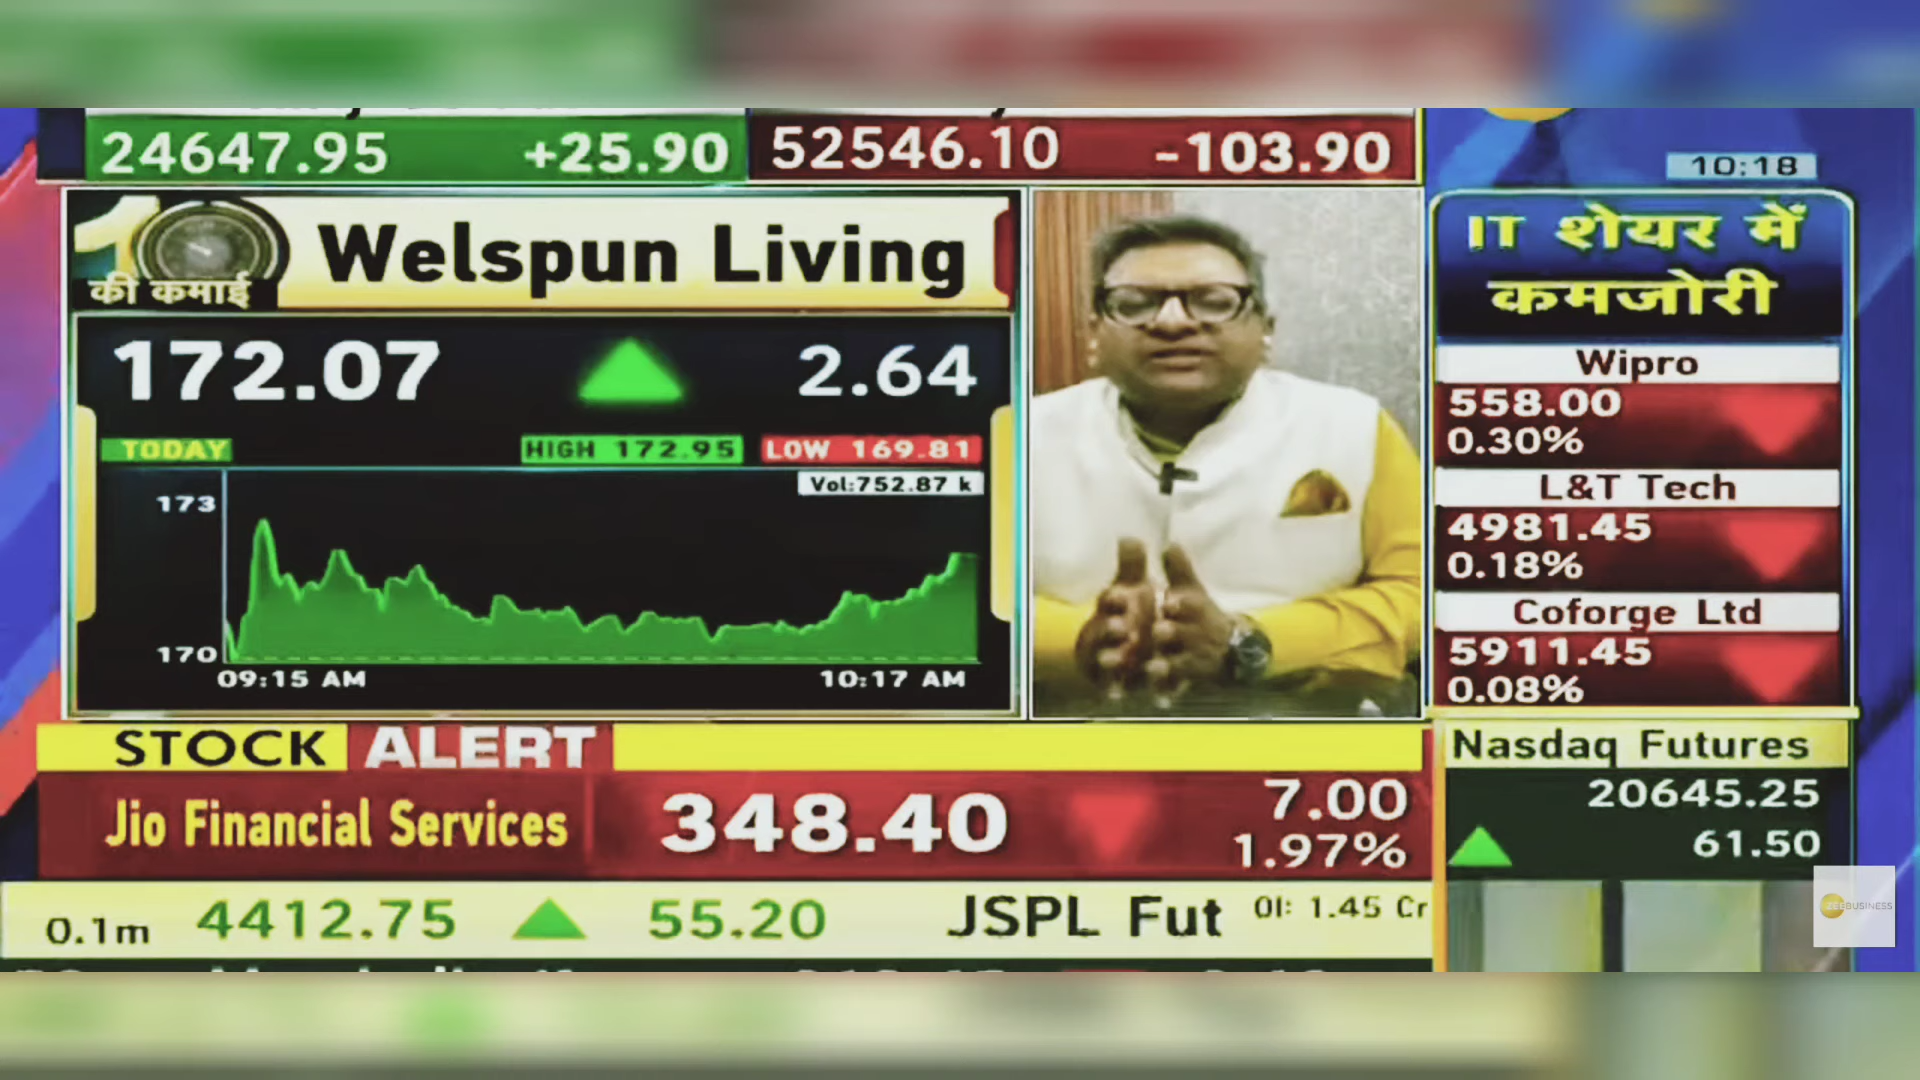 24647.95 +25.90 52546.10 -103.90
10:18
1
की कमाई
Welspun Living
172.07 2.64
TODAY HIGH 172.95 LOW 169.81
Vol:752.87 k
173
170
09:15 AM 10:17 AM
IT शेयर में
कमजोरी
Wipro
558.00
0.30%
L&T Tech
4981.45
0.18%
Coforge Ltd
5911.45
0.08%
STOCK ALERT
Jio Financial Services 348.40 7.00
1.97%
Nasdaq Futures
20645.25
61.50
0.1m 4412.75 55.20 JSPL Fut OI: 1.45 Cr
ZEEBUSINESS